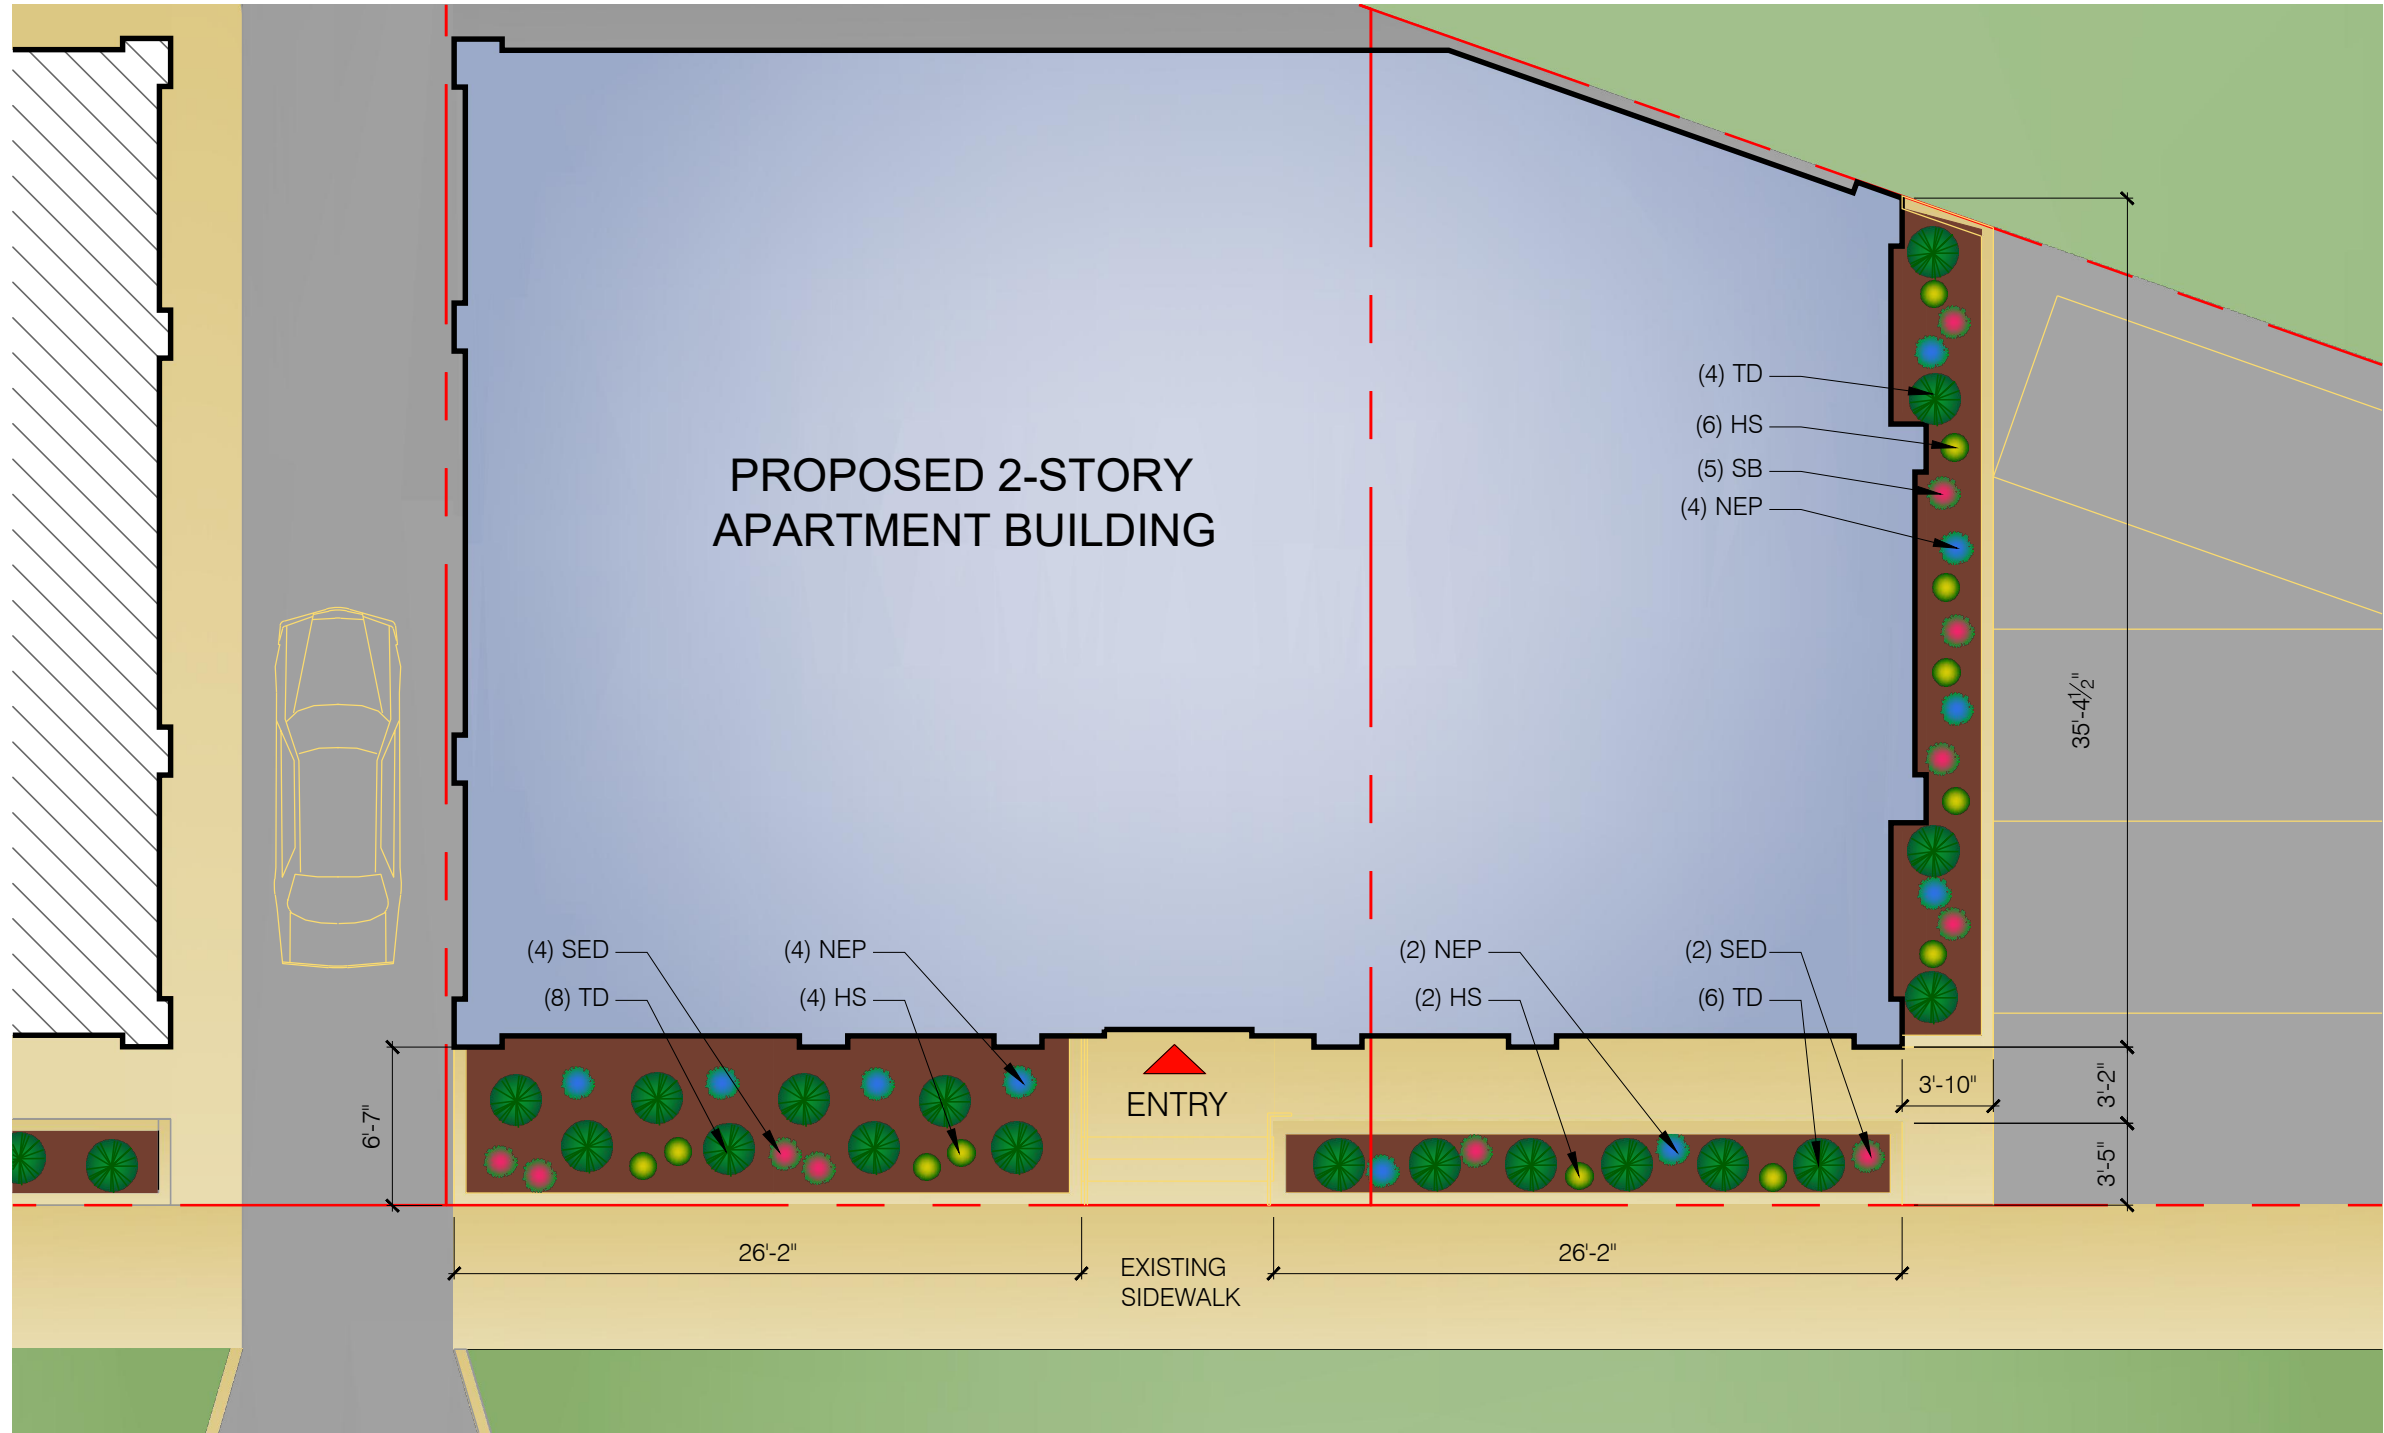 PROPOSED 2-STORY
APARTMENT BUILDING
(4) TD
(6) HS
(5) SB
(4) NEP
35'-4½"
(4) SED
(4) NEP
(2) NEP
(2) SED
(8) TD
(4) HS
(2) HS
(6) TD
6'-7"
ENTRY
3'-10"
3'-2"
3'-5"
26'-2"
26'-2"
EXISTING
SIDEWALK